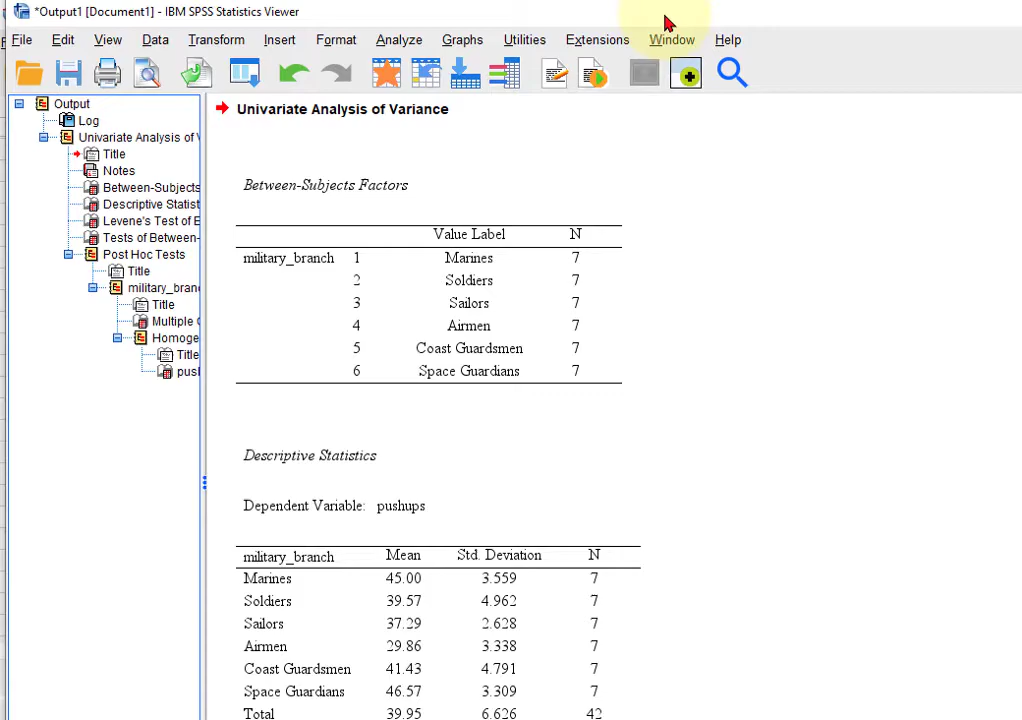 *Output1 [Document1] - IBM SPSS Statistics Viewer
File Edit View Data Transform Insert Format Analyze Graphs Utilities Extensions Window Help
Output
Log
Univariate Analysis of V
Title
Notes
Between-Subjects
Descriptive Statist
Levene's Test of E
Tests of Between-
Post Hoc Tests
Title
military_bran
Title
Multiple C
Homoge
Title
push
Univariate Analysis of Variance
Between-Subjects Factors
Value Label N
military_branch 1 Marines 7
2 Soldiers 7
3 Sailors 7
4 Airmen 7
5 Coast Guardsmen 7
6 Space Guardians 7
Descriptive Statistics
Dependent Variable: pushups
military_branch Mean Std. Deviation N
Marines 45.00 3.559 7
Soldiers 39.57 4.962 7
Sailors 37.29 2.628 7
Airmen 29.86 3.338 7
Coast Guardsmen 41.43 4.791 7
Space Guardians 46.57 3.309 7
Total 39.95 6.626 42